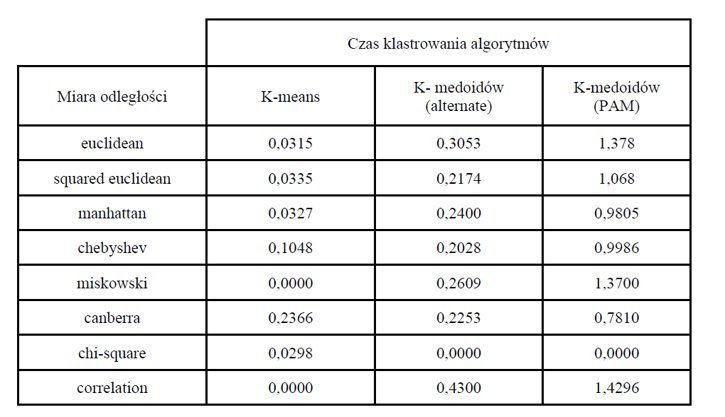 Czas klastrowania algorytmów
Miara odległości K-means K- medoidów (alternate) K-medoidów (PAM)
euclidean 0,0315 0,3053 1,378
squared euclidean 0,0335 0,2174 1,068
manhattan 0,0327 0,2400 0,9805
chebyshev 0,1048 0,2028 0,9986
miskowski 0,0000 0,2609 1,3700
canberra 0,2366 0,2253 0,7810
chi-square 0,0298 0,0000 0,0000
correlation 0,0000 0,4300 1,4296